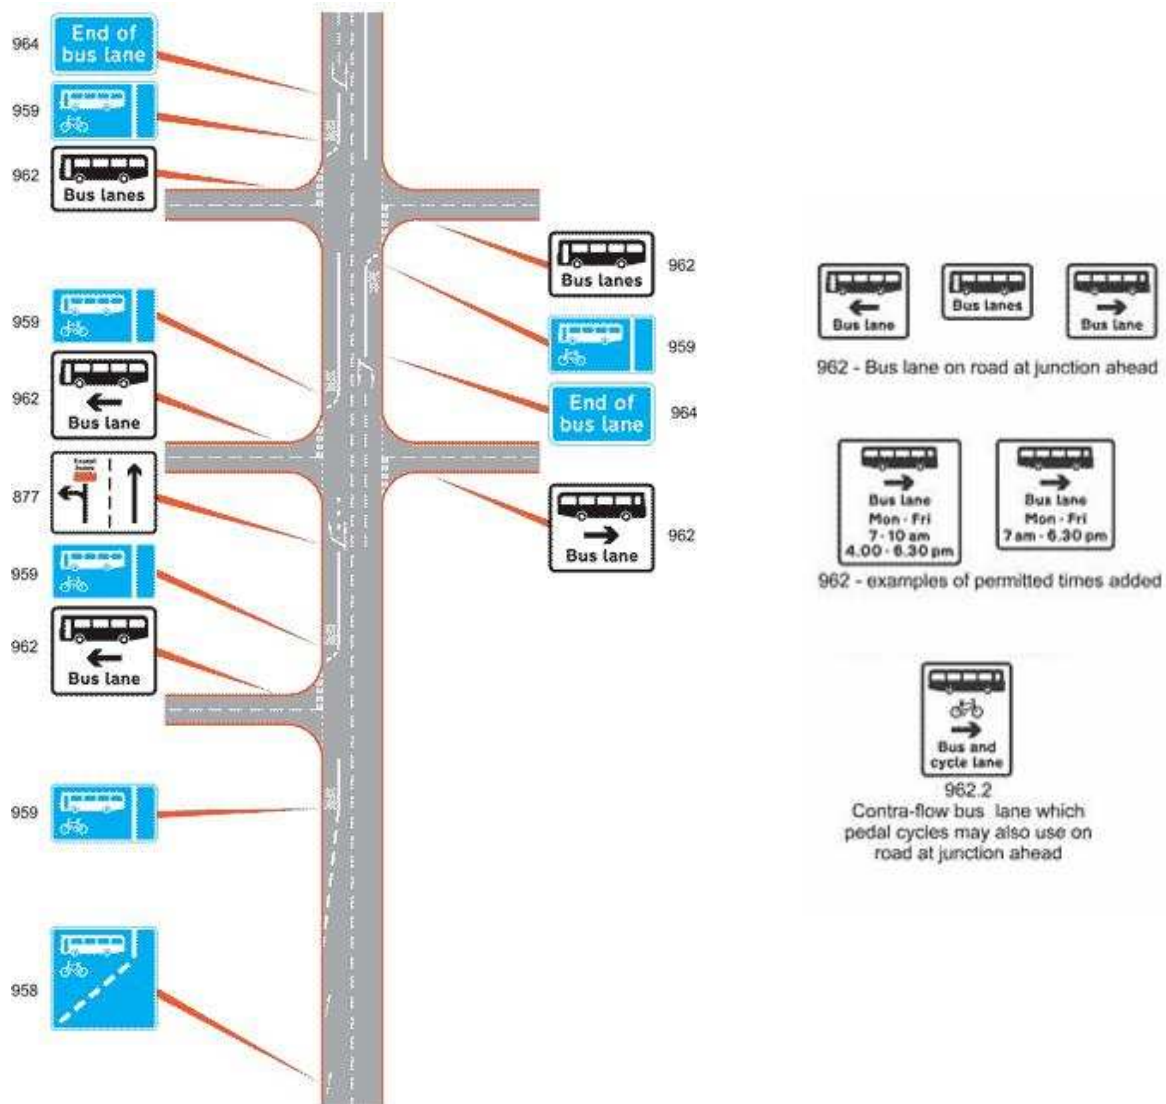 964
End of
bus lane
959
962
Bus lanes
959
962
Bus lane
877
959
962
Bus lane
959
958
Bus lanes
962
959
End of
bus lane
964
Bus lane
962
Bus lane
Bus lanes
Bus lane
962 - Bus lane on road at junction ahead
Bus lane
Mon - Fri
7 - 10 am
4.00 - 6.30 pm
Bus lane
Mon - Fri
7 am - 6.30 pm
962 - examples of permitted times added
Bus and
cycle lane
962.2
Contra-flow bus lane which
pedal cycles may also use on
road at junction ahead